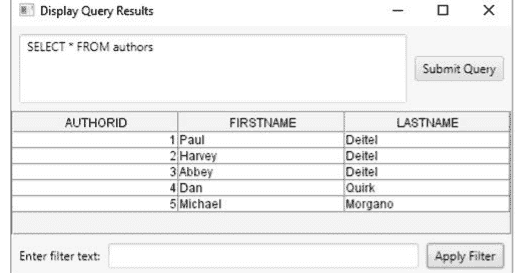 Display Query Results
SELECT * FROM authors
Submit Query
AUTHORID FIRSTNAME LASTNAME
1 Paul Deitel
2 Harvey Deitel
3 Abbey Deitel
4 Dan Quirk
5 Michael Morgano
Enter filter text: Apply Filter